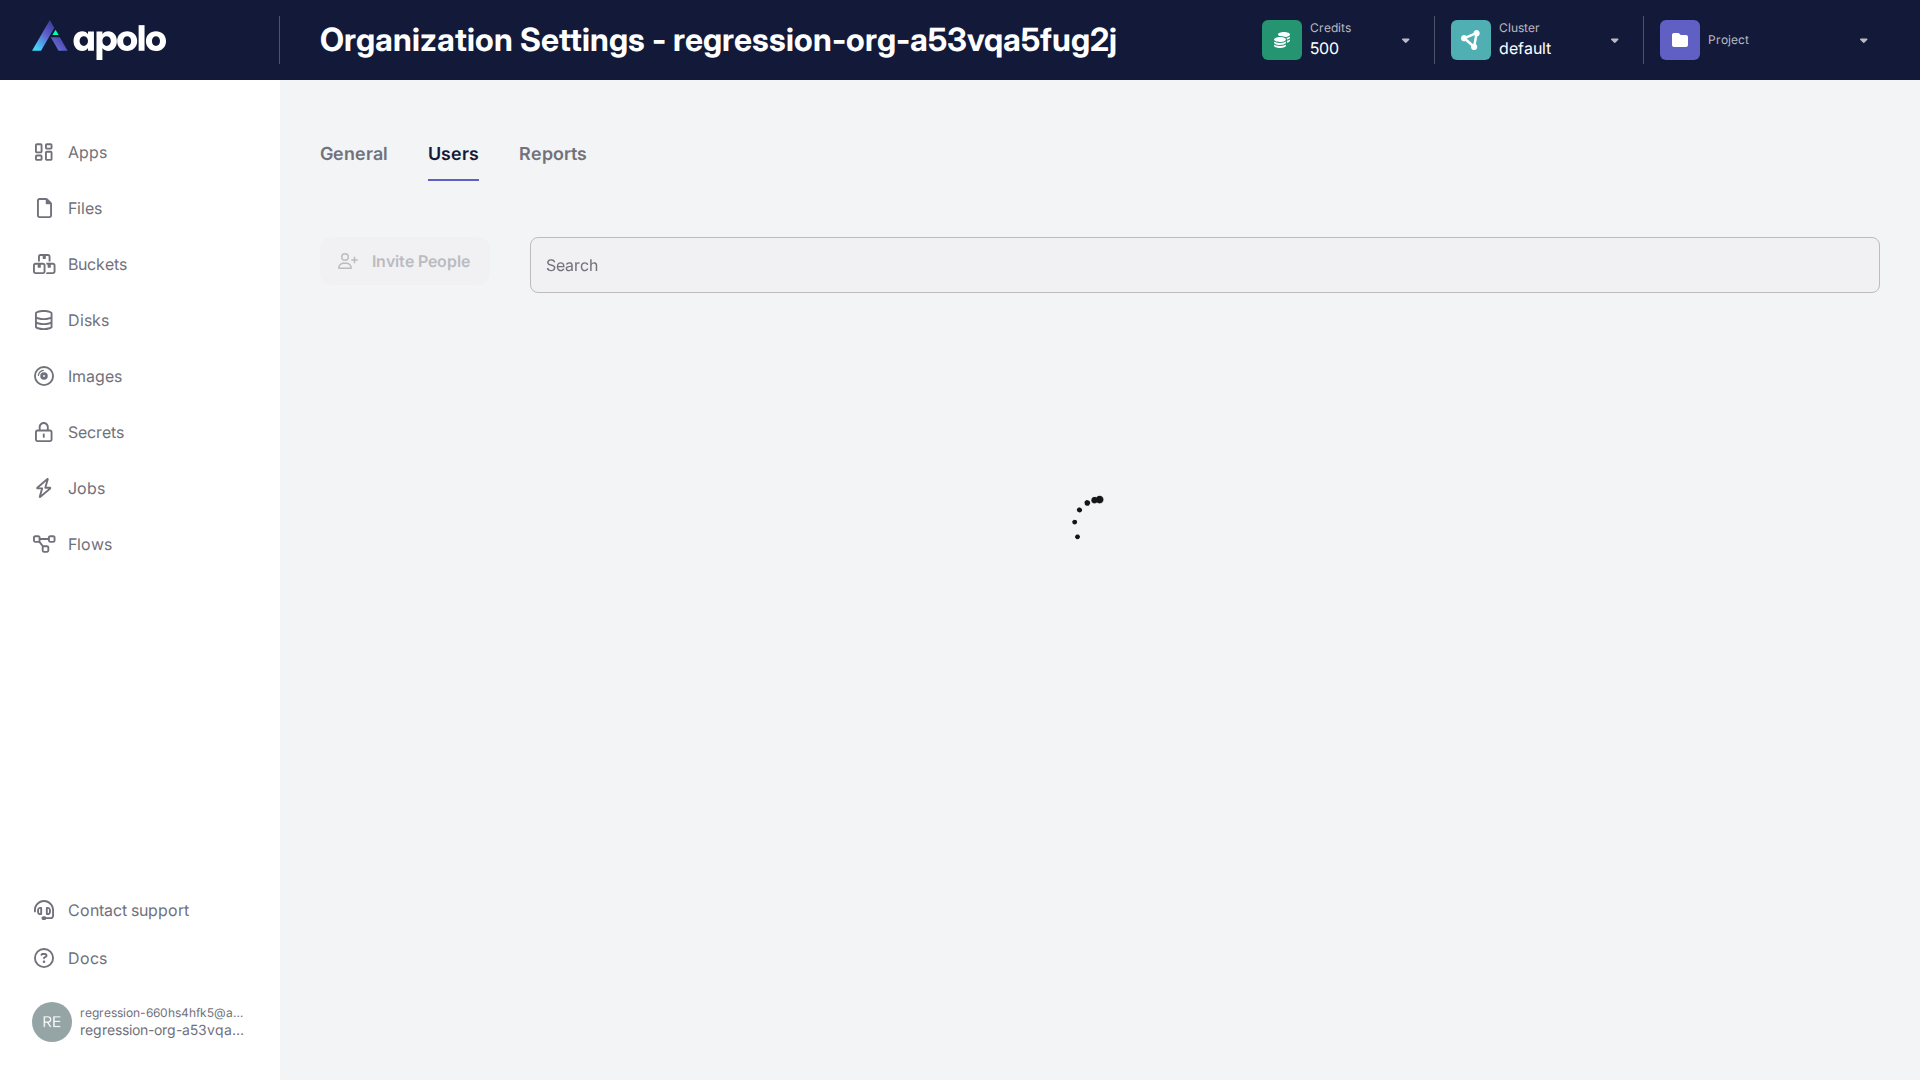 apolo
Organization Settings - regression-org-a53vqa5fug2j
Credits
500
Cluster
default
Project
Apps
Files
Buckets
Disks
Images
Secrets
Jobs
Flows
Contact support
Docs
RE
regression-660hs4hfk5@a...
regression-org-a53vqa...
General
Users
Reports
Invite People
Search